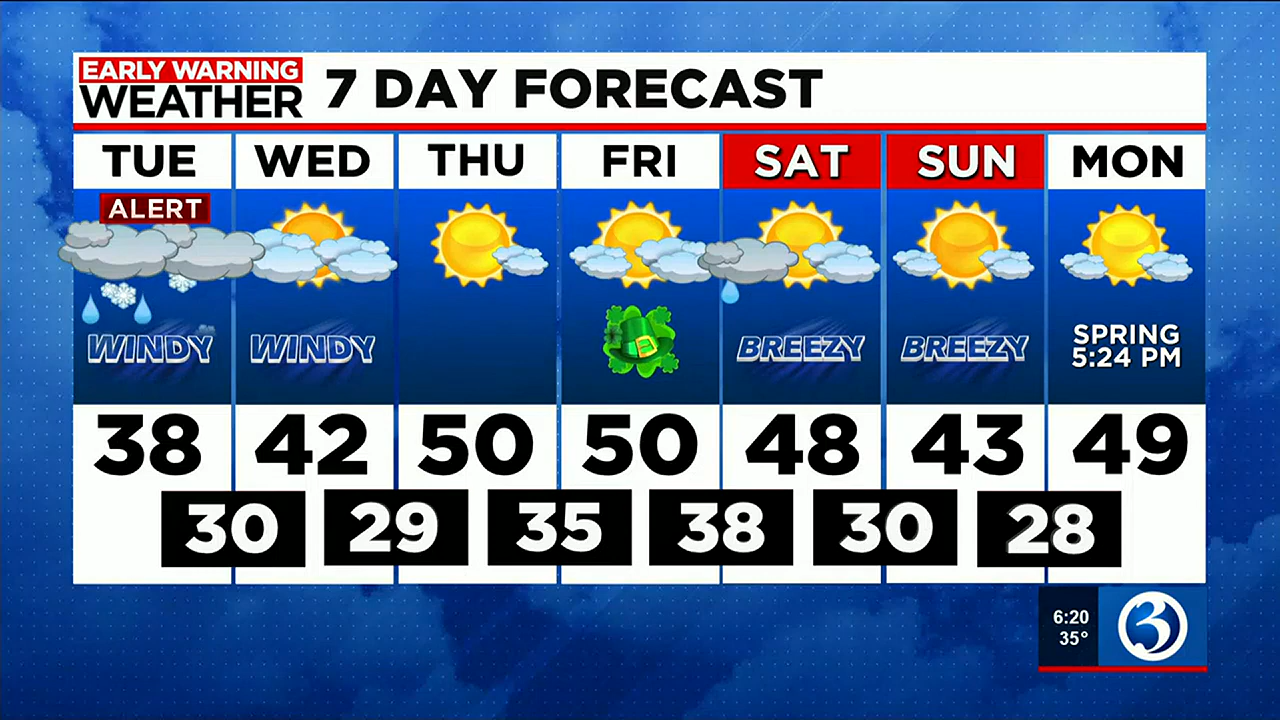 EARLY WARNING
WEATHER
7 DAY FORECAST
TUE WED THU FRI SAT SUN MON
ALERT
WINDY WINDY BREEZY BREEZY
SPRING
5:24 PM
38 42 50 50 48 43 49
30 29 35 38 30 28
6:20
35°
3